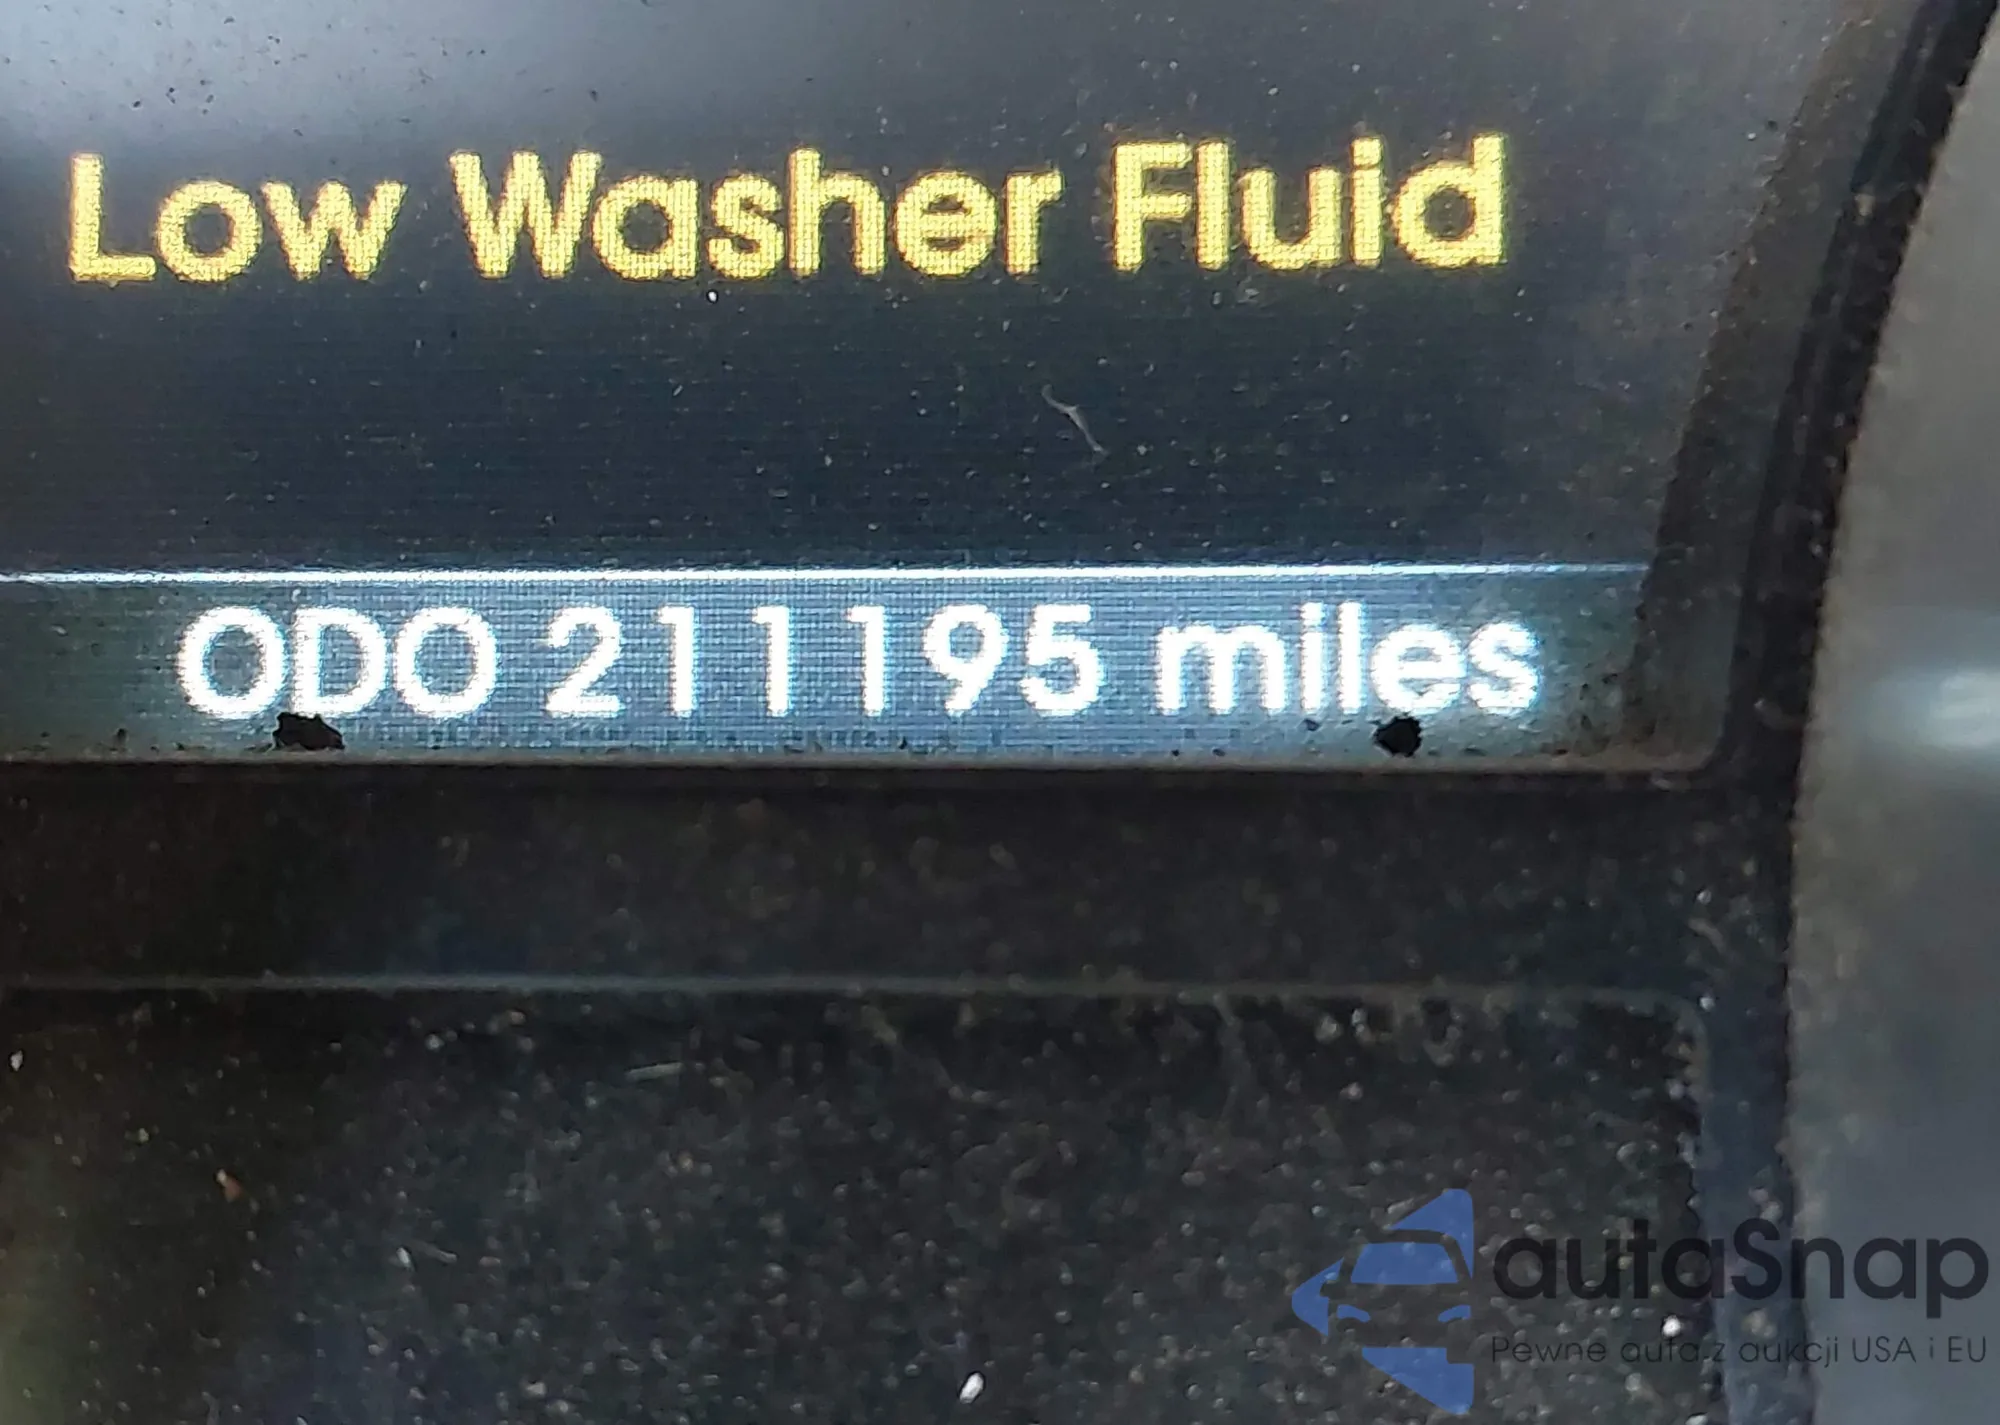 Low Washer Fluid
ODO 211195 miles
autaSnap
Pewne auta z aukcji USA i EU